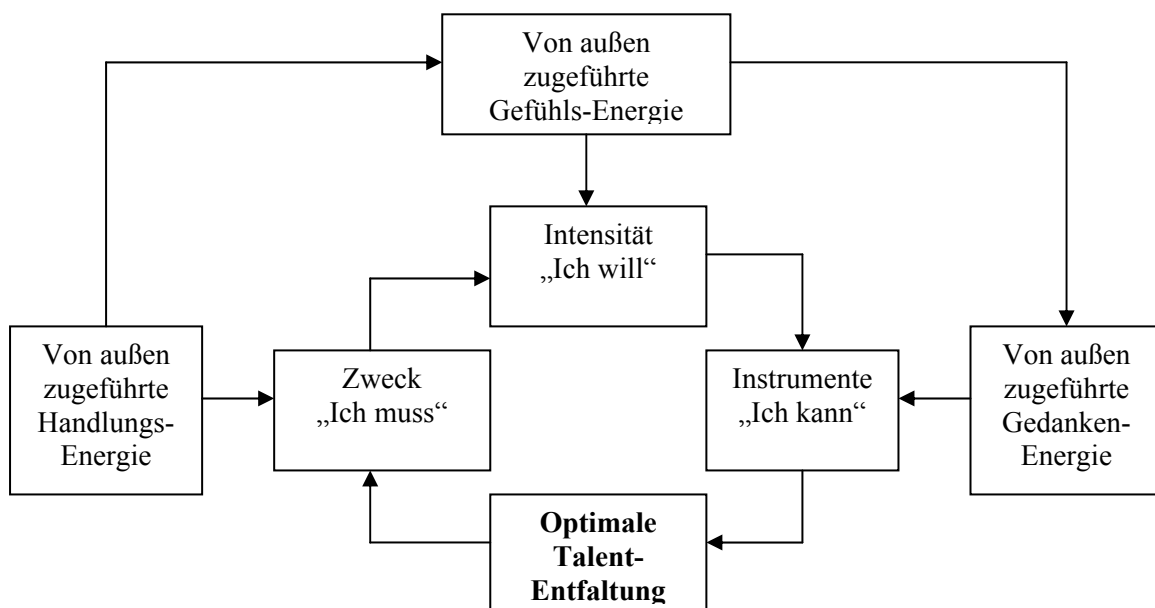 Von außen
zugeführte
Gefühls-Energie
Intensität
„Ich will“
Von außen
zugeführte
Handlungs-
Energie
Zweck
„Ich muss“
Instrumente
„Ich kann“
Von außen
zugeführte
Gedanken-
Energie
Optimale
Talent-
Entfaltung